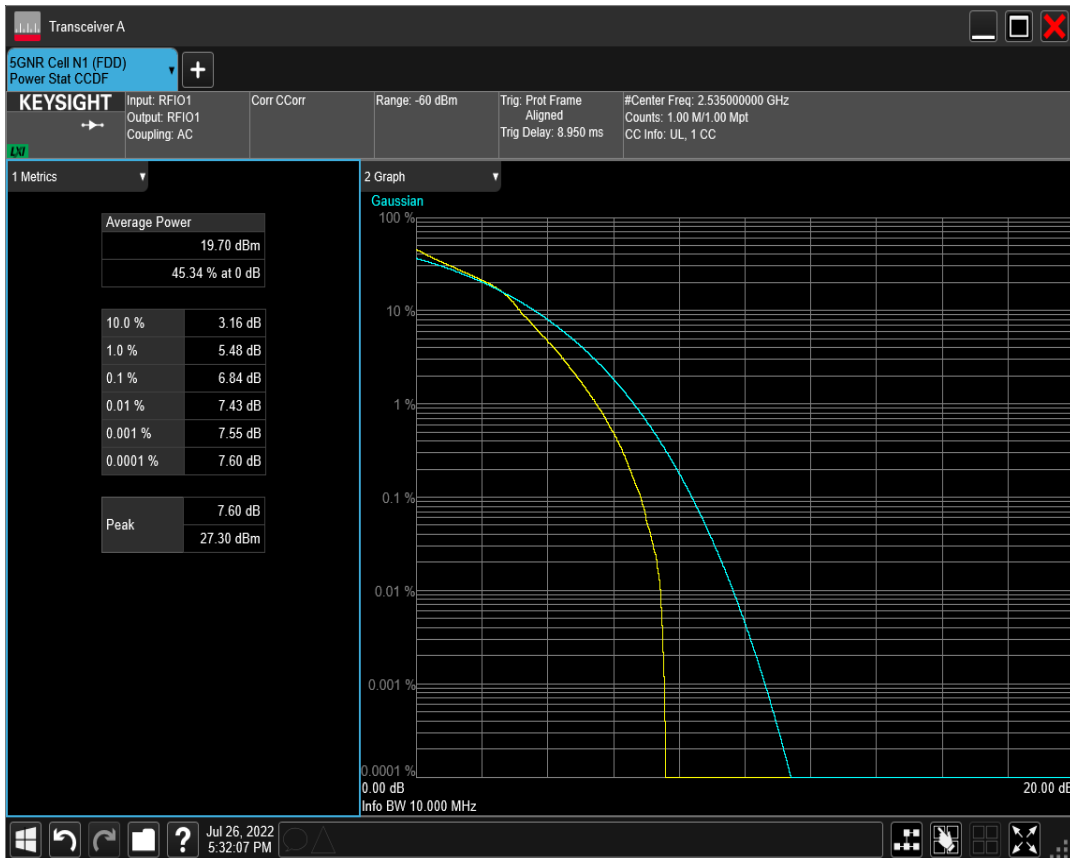 Transceiver A
5GNR Cell N1 (FDD)
Power Stat CCDF
+
KEYSIGHT
LXI
Input: RFIO1
Output: RFIO1
Coupling: AC
Corr CCorr
Range: -60 dBm
Trig: Prot Frame
Aligned
Trig Delay: 8.950 ms
#Center Freq: 2.535000000 GHz
Counts: 1.00 M/1.00 Mpt
CC Info: UL, 1 CC
1 Metrics
Average Power
19.70 dBm
45.34 % at 0 dB
10.0 % 3.16 dB
1.0 % 5.48 dB
0.1 % 6.84 dB
0.01 % 7.43 dB
0.001 % 7.55 dB
0.0001 % 7.60 dB
Peak
7.60 dB
27.30 dBm
2 Graph
Gaussian
100 %
10 %
1 %
0.1 %
0.01 %
0.001 %
0.0001 %
0.00 dB 20.00 dB
Info BW 10.000 MHz
?
Jul 26, 2022
5:32:07 PM